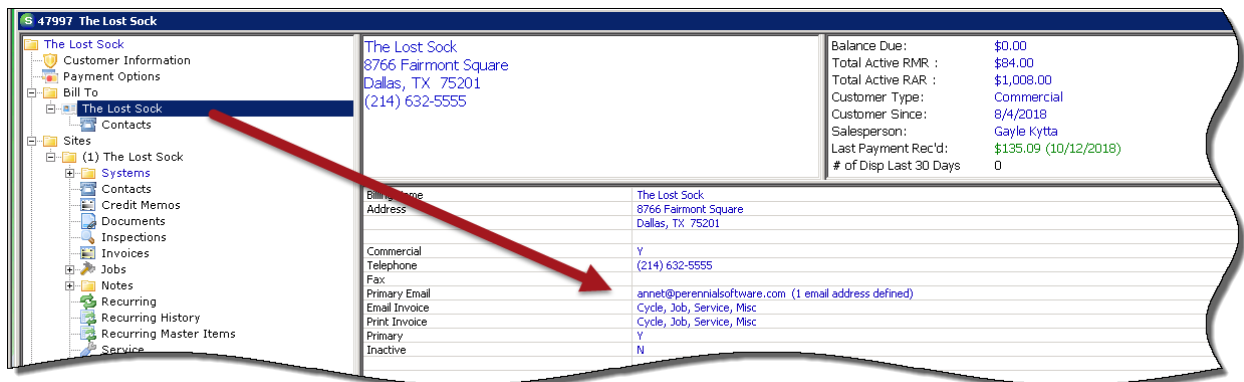 47997 The Lost Sock
The Lost Sock
Customer Information
Payment Options
Bill To
The Lost Sock
Contacts
Sites
(1) The Lost Sock
Systems
Contacts
Credit Memos
Documents
Inspections
Invoices
Jobs
Notes
Recurring
Recurring History
Recurring Master Items
Service
The Lost Sock
8766 Fairmont Square
Dallas, TX 75201
(214) 632-5555
Balance Due: $0.00
Total Active RMR : $84.00
Total Active RAR : $1,008.00
Customer Type: Commercial
Customer Since: 8/4/2018
Salesperson: Gayle Kytta
Last Payment Rec'd: $135.09 (10/12/2018)
# of Disp Last 30 Days 0
The Lost Sock
Address 8766 Fairmont Square
Dallas, TX 75201
Commercial Y
Telephone (214) 632-5555
Fax
Primary Email annet@perennialsoftware.com (1 email address defined)
Email Invoice Cycle, Job, Service, Misc
Print Invoice Cycle, Job, Service, Misc
Primary Y
Inactive N